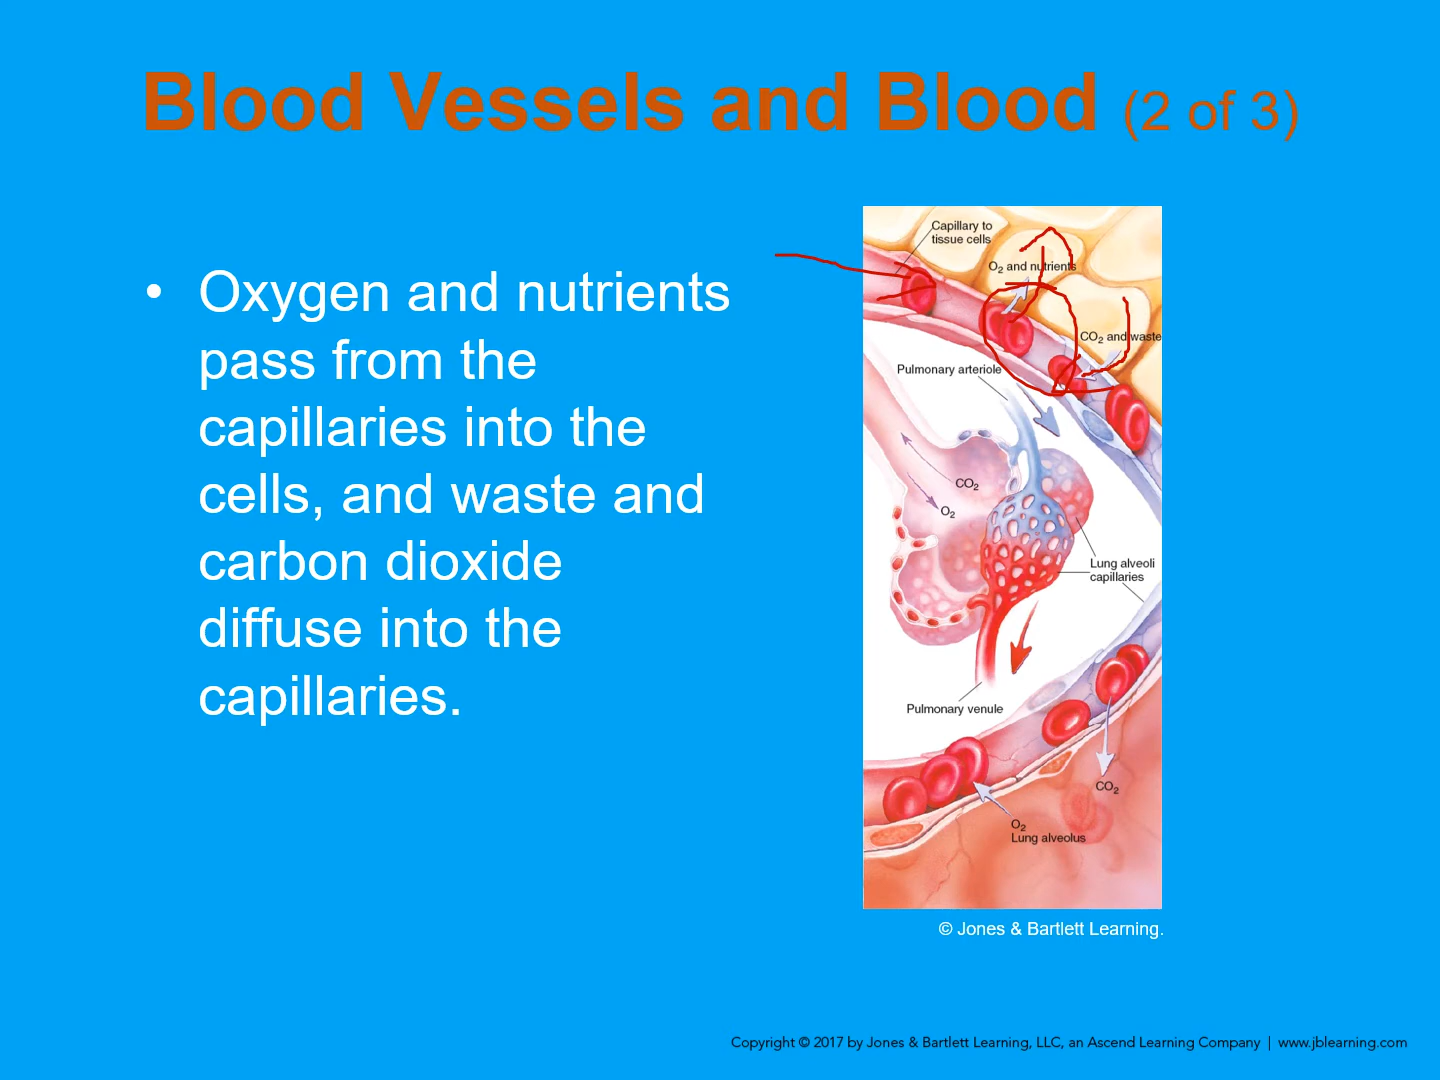 Blood Vessels and Blood (2 of 3)
• Oxygen and nutrients
pass from the
capillaries into the
cells, and waste and
carbon dioxide
diffuse into the
capillaries.
Capillary to
tissue cells
O₂ and nutrients
CO₂ and waste
Pulmonary arteriole
CO₂
O₂
Lung alveoli
capillaries
Pulmonary venule
CO₂
O₂
Lung alveolus
© Jones & Bartlett Learning.
Copyright © 2017 by Jones & Bartlett Learning, LLC, an Ascend Learning Company | www.jblearning.com